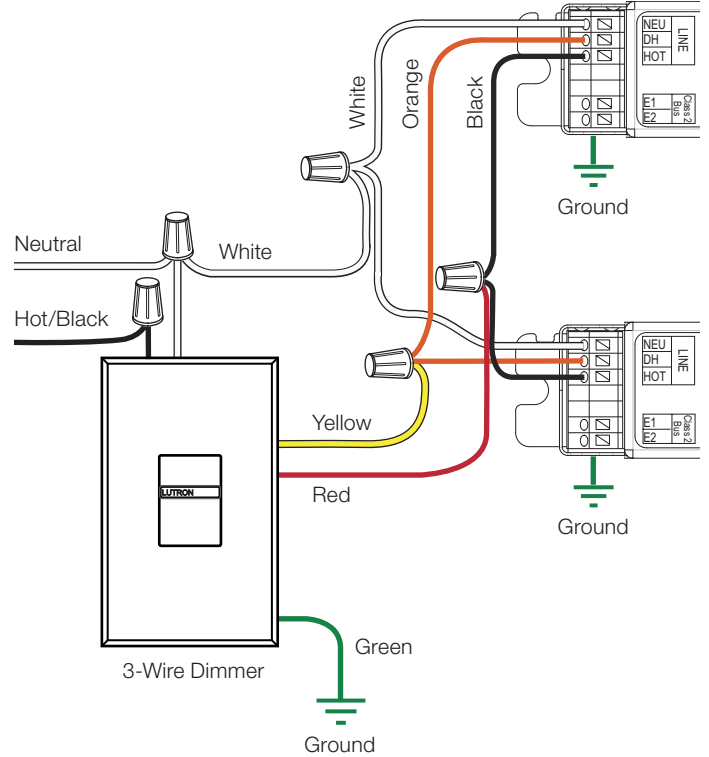 NEU
DH
HOT
LINE
E1
E2
Class 2
Bus
White
Orange
Black
Ground
Neutral
White
Hot/Black
NEU
DH
HOT
LINE
E1
E2
Class 2
Bus
Yellow
Red
LUTRON
Ground
Green
3-Wire Dimmer
Ground